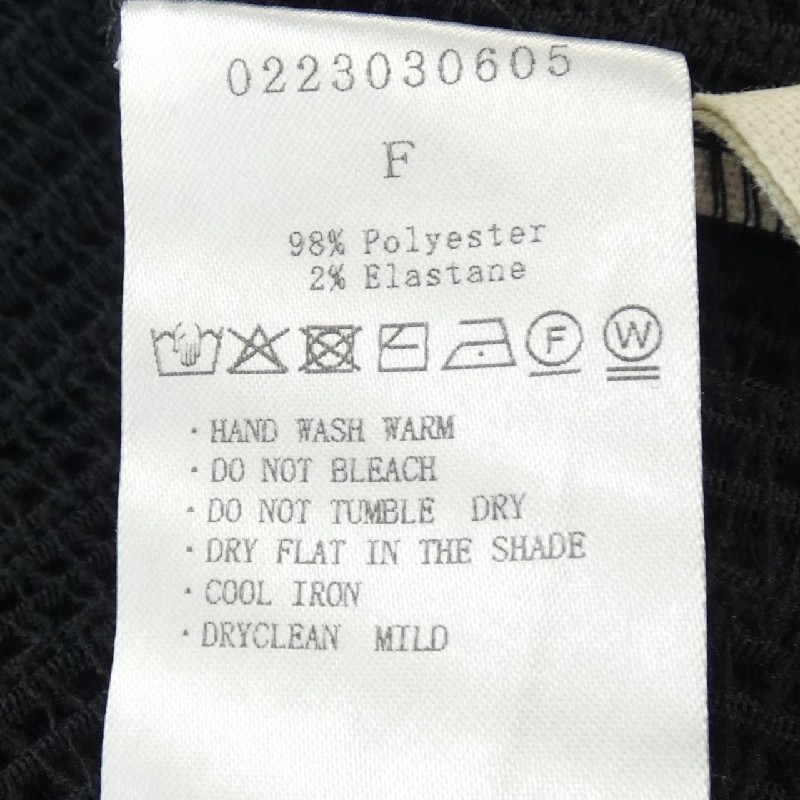 0223030605
F
98% Polyester
2% Elastane
F W
· HAND WASH WARM
· DO NOT BLEACH
· DO NOT TUMBLE DRY
· DRY FLAT IN THE SHADE
· COOL IRON
· DRYCLEAN MILD